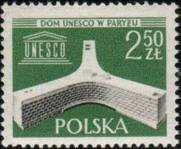 DOM UNESCO W PARYŻU
UNESCO
2.50
ZŁ
POLSKA